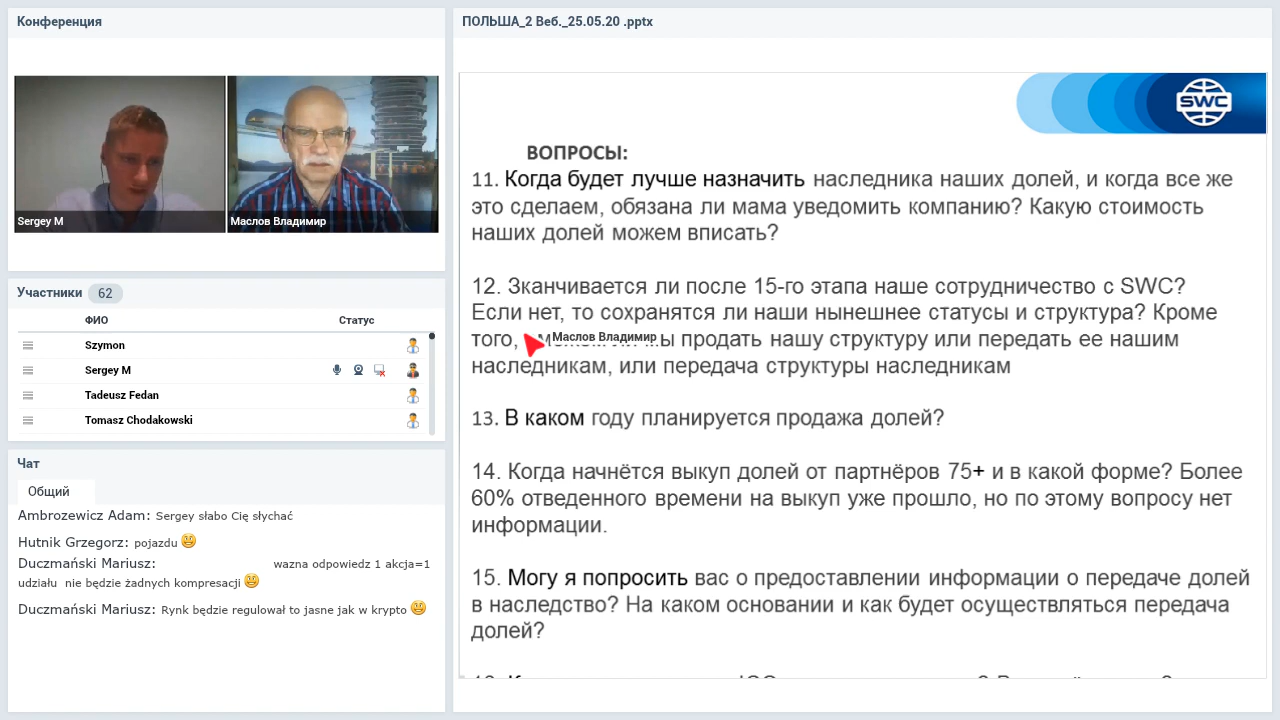 Конференция
Sergey M
Маслов Владимир
Участники 62
ФИО Статус
Szymon
Sergey M
Tadeusz Fedan
Tomasz Chodakowski
Чат
Общий
Ambrozewicz Adam: Sergey słabo Cię słychać
Hutnik Grzegorz: pojazdu
Duczmański Mariusz: wazna odpowiedz 1 akcja=1
udziału nie będzie żadnych kompresacji
Duczmański Mariusz: Rynk będzie regulował to jasne jak w krypto
ПОЛЬША_2 Веб._25.05.20 .pptx
SWC
ВОПРОСЫ:
11. Когда будет лучше назначить наследника наших долей, и когда все же
это сделаем, обязана ли мама уведомить компанию? Какую стоимость
наших долей можем вписать?
12. Зканчивается ли после 15-го этапа наше сотрудничество с SWC?
Если нет, то сохранятся ли наши нынешнее статусы и структура? Кроме
того, мы продать нашу структуру или передать ее нашим
Маслов Владимир
наследникам, или передача структуры наследникам
13. В каком году планируется продажа долей?
14. Когда начнётся выкуп долей от партнёров 75+ и в какой форме? Более
60% отведенного времени на выкуп уже прошло, но по этому вопросу нет
информации.
15. Могу я попросить вас о предоставлении информации о передаче долей
в наследство? На каком основании и как будет осуществляться передача
долей?